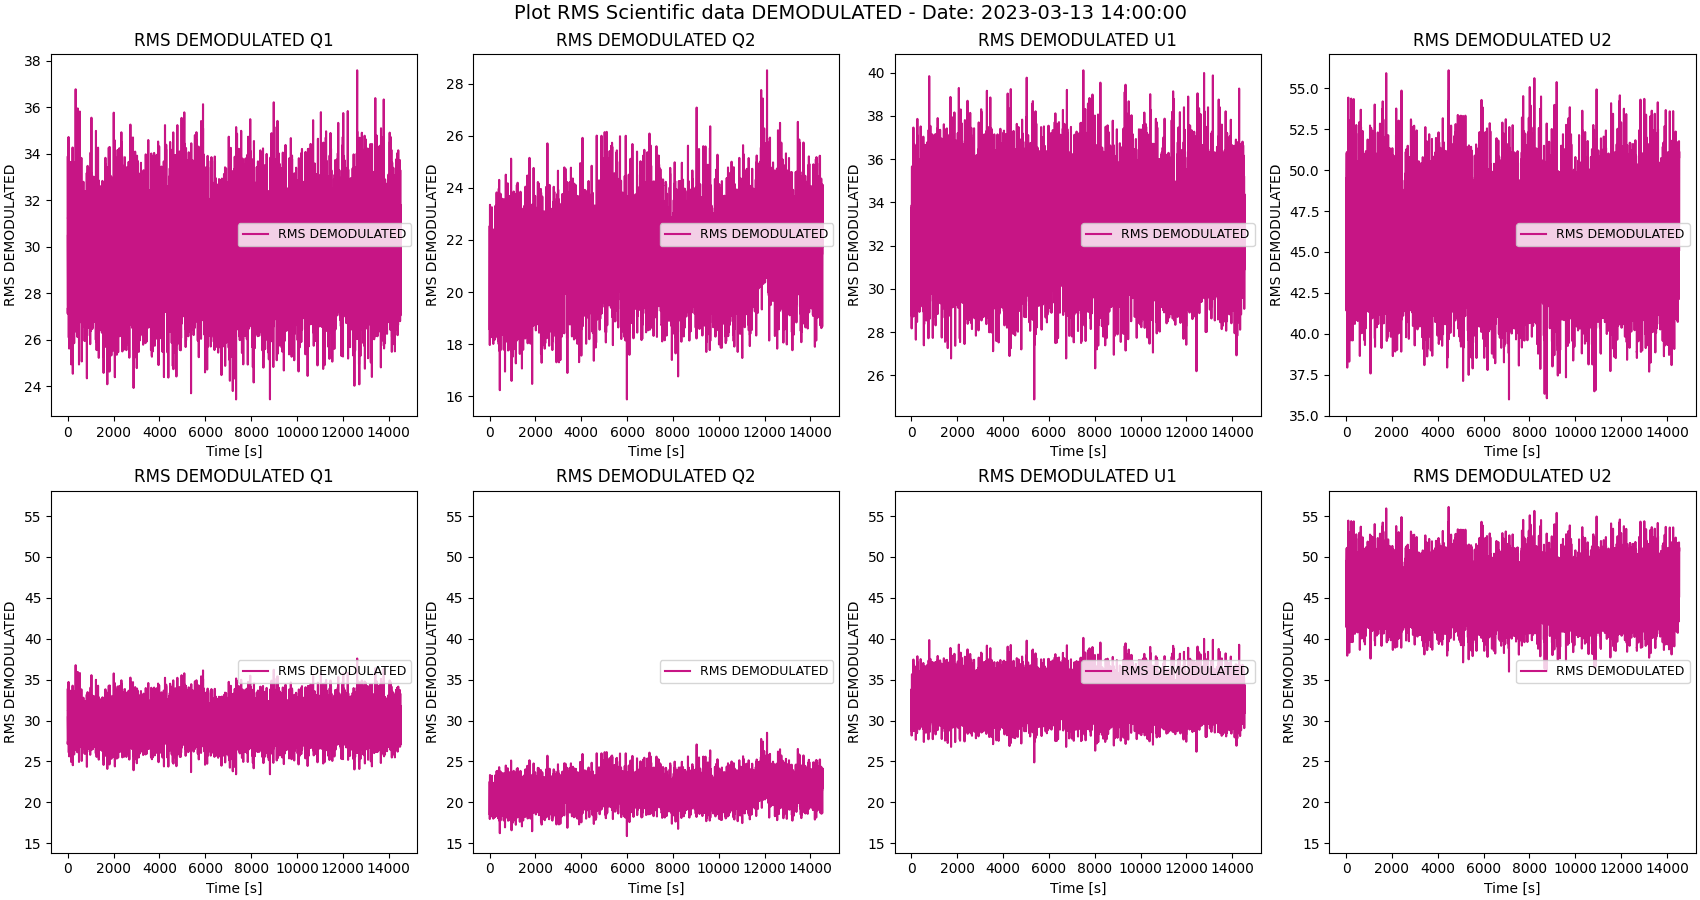 Plot RMS Scientific data DEMODULATED - Date: 2023-03-13 14:00:00
RMS DEMODULATED Q1
RMS DEMODULATED
38
36
34
32
30
28
26
24
RMS DEMODULATED
0 2000 4000 6000 8000 10000 12000 14000
Time [s]
RMS DEMODULATED Q2
RMS DEMODULATED
28
26
24
22
20
18
16
RMS DEMODULATED
0 2000 4000 6000 8000 10000 12000 14000
Time [s]
RMS DEMODULATED U1
RMS DEMODULATED
40
38
36
34
32
30
28
26
RMS DEMODULATED
0 2000 4000 6000 8000 10000 12000 14000
Time [s]
RMS DEMODULATED U2
RMS DEMODULATED
55.0
52.5
50.0
47.5
45.0
42.5
40.0
37.5
35.0
RMS DEMODULATED
0 2000 4000 6000 8000 10000 12000 14000
Time [s]
RMS DEMODULATED Q1
RMS DEMODULATED
55
50
45
40
35
30
25
20
15
RMS DEMODULATED
0 2000 4000 6000 8000 10000 12000 14000
Time [s]
RMS DEMODULATED Q2
RMS DEMODULATED
55
50
45
40
35
30
25
20
15
RMS DEMODULATED
0 2000 4000 6000 8000 10000 12000 14000
Time [s]
RMS DEMODULATED U1
RMS DEMODULATED
55
50
45
40
35
30
25
20
15
RMS DEMODULATED
0 2000 4000 6000 8000 10000 12000 14000
Time [s]
RMS DEMODULATED U2
RMS DEMODULATED
55
50
45
40
35
30
25
20
15
RMS DEMODULATED
0 2000 4000 6000 8000 10000 12000 14000
Time [s]